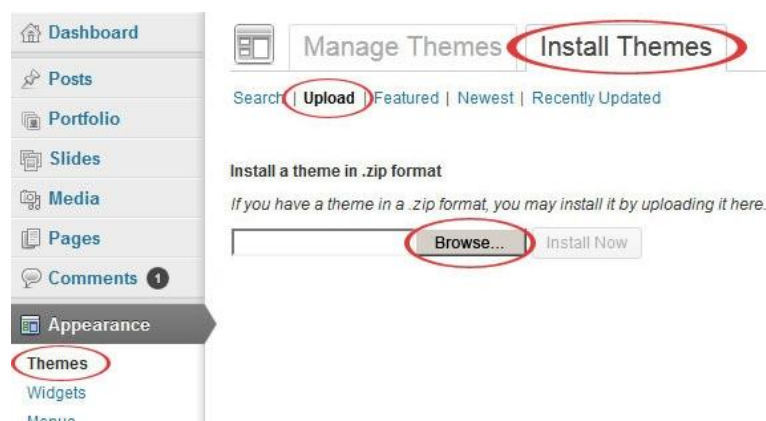 Dashboard
Posts
Portfolio
Slides
Media
Pages
Comments 1
Appearance
Themes
Widgets
Menus
Manage Themes Install Themes
Search | Upload | Featured | Newest | Recently Updated
Install a theme in .zip format
If you have a theme in a .zip format, you may install it by uploading it here.
Browse... Install Now